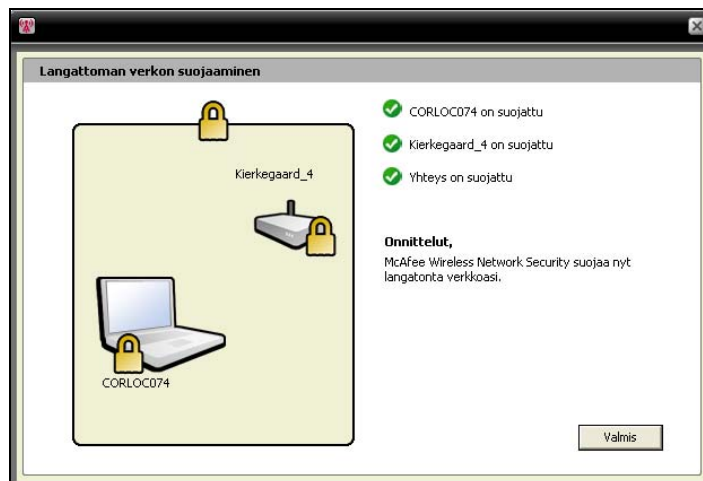 Langattoman verkon suojaaminen
Kierkegaard_4
CORLOC074
CORLOC074 on suojattu
Kierkegaard_4 on suojattu
Yhteys on suojattu
Onnittelut,
McAfee Wireless Network Security suojaa nyt
langatonta verkkoasi.
Valmis